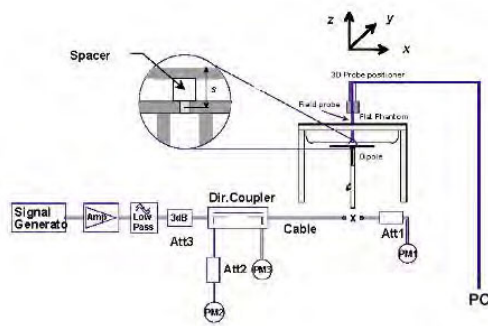 z
y
x
Spacer
s
3D Probe positioner
Field probe
Flat Phantom
Dipole
Dir.Coupler
Signal
Generato
Amp
Low
Pass
3dB
Att3
Cable
x
Att1
PM1
Att2
PM3
PM2
PC